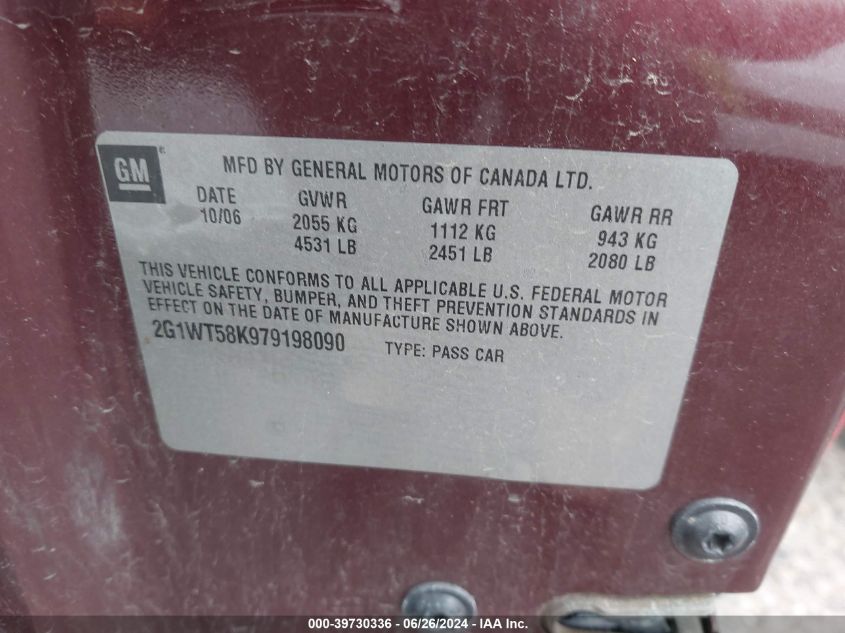 GM
MFD BY GENERAL MOTORS OF CANADA LTD.
DATE GVWR GAWR FRT GAWR RR
10/06 2055 KG 1112 KG 943 KG
4531 LB 2451 LB 2080 LB
THIS VEHICLE CONFORMS TO ALL APPLICABLE U.S. FEDERAL MOTOR
VEHICLE SAFETY, BUMPER, AND THEFT PREVENTION STANDARDS IN
EFFECT ON THE DATE OF MANUFACTURE SHOWN ABOVE.
2G1WT58K979198090 TYPE: PASS CAR
000-39730336 - 06/26/2024 - IAA Inc.